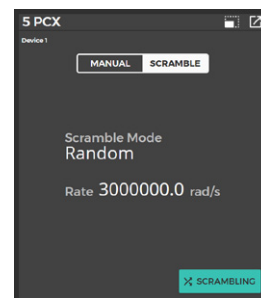 5 PCX
Device 1
MANUAL SCRAMBLE
Scramble Mode
Random
Rate 3000000.0 rad/s
SCRAMBLING